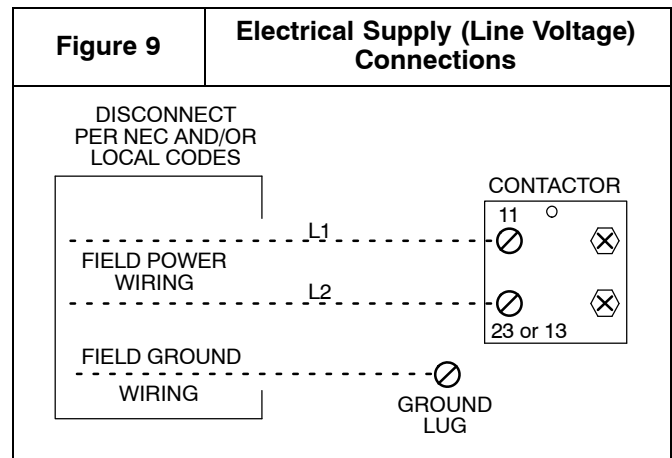 Figure 9
Electrical Supply (Line Voltage)
Connections
DISCONNECT
PER NEC AND/OR
LOCAL CODES
CONTACTOR
11
L1
FIELD POWER
WIRING
L2
23 or 13
FIELD GROUND
WIRING
GROUND
LUG